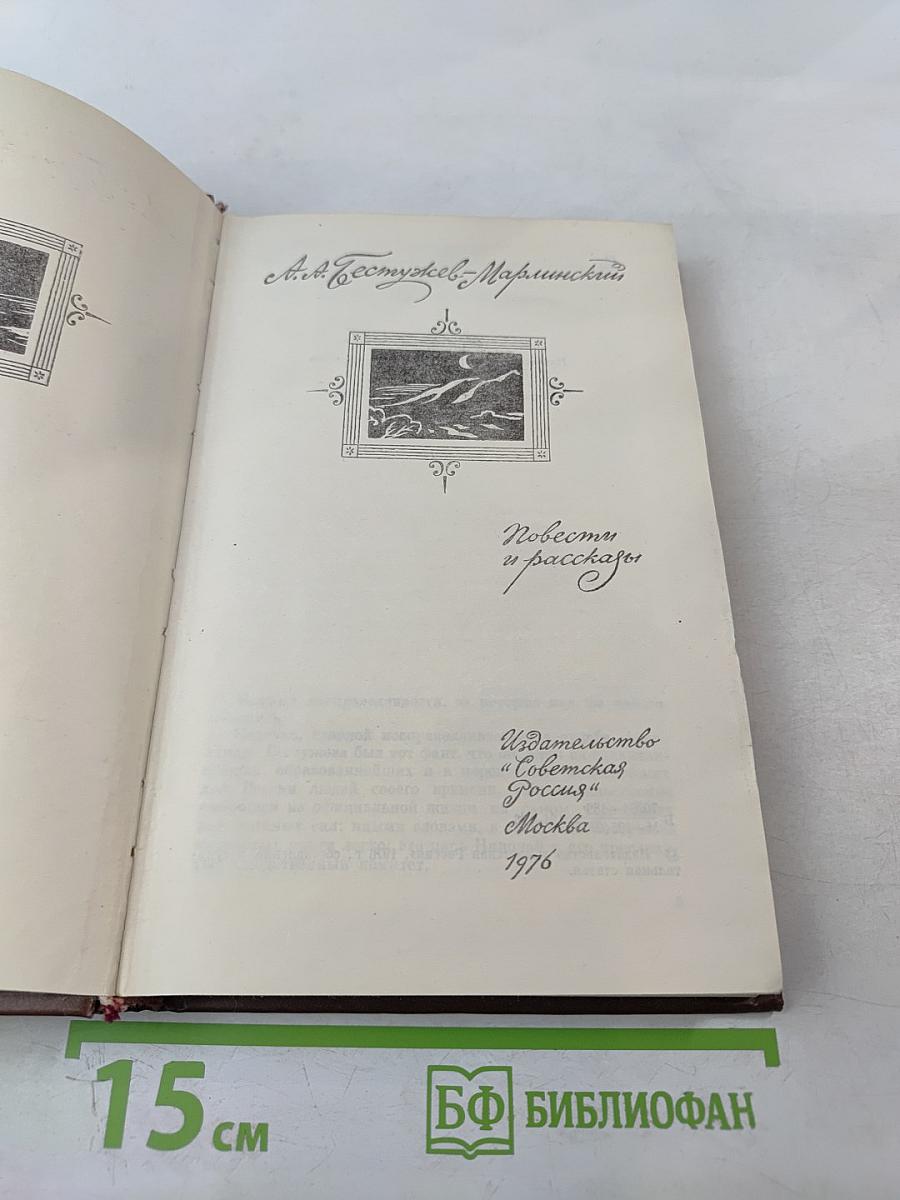 А. А. Бестужев-Марлинский
Повести
и рассказы
Издательство
"Советская
Россия"
Москва
1976
15 см
БФ БИБЛИОФАН